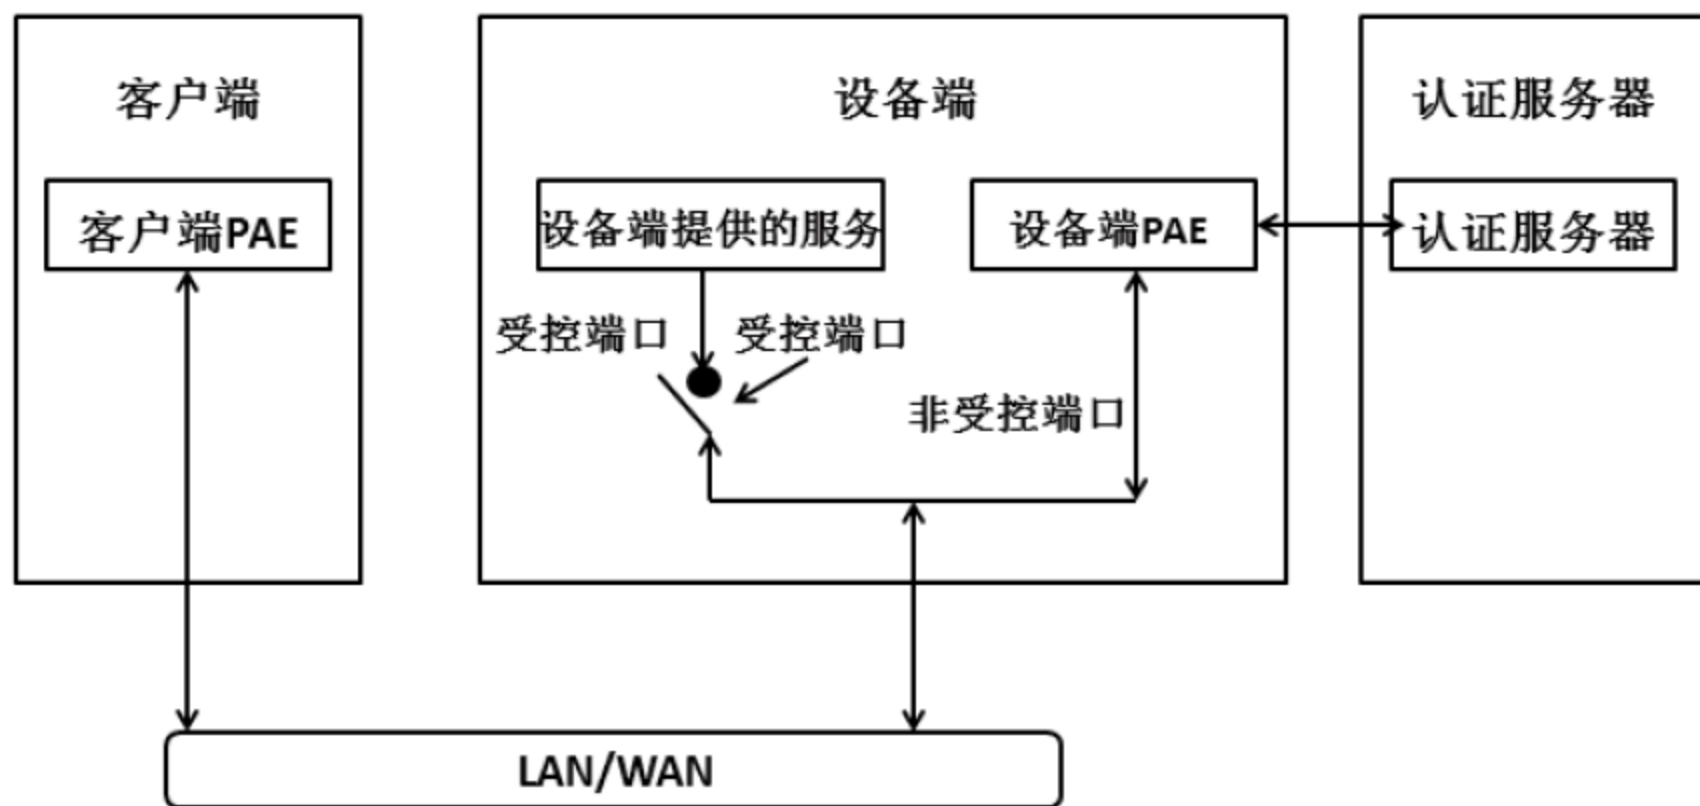 客户端
设备端
认证服务器
客户端PAE
设备端提供的服务
设备端PAE
认证服务器
受控端口
受控端口
非受控端口
LAN/WAN